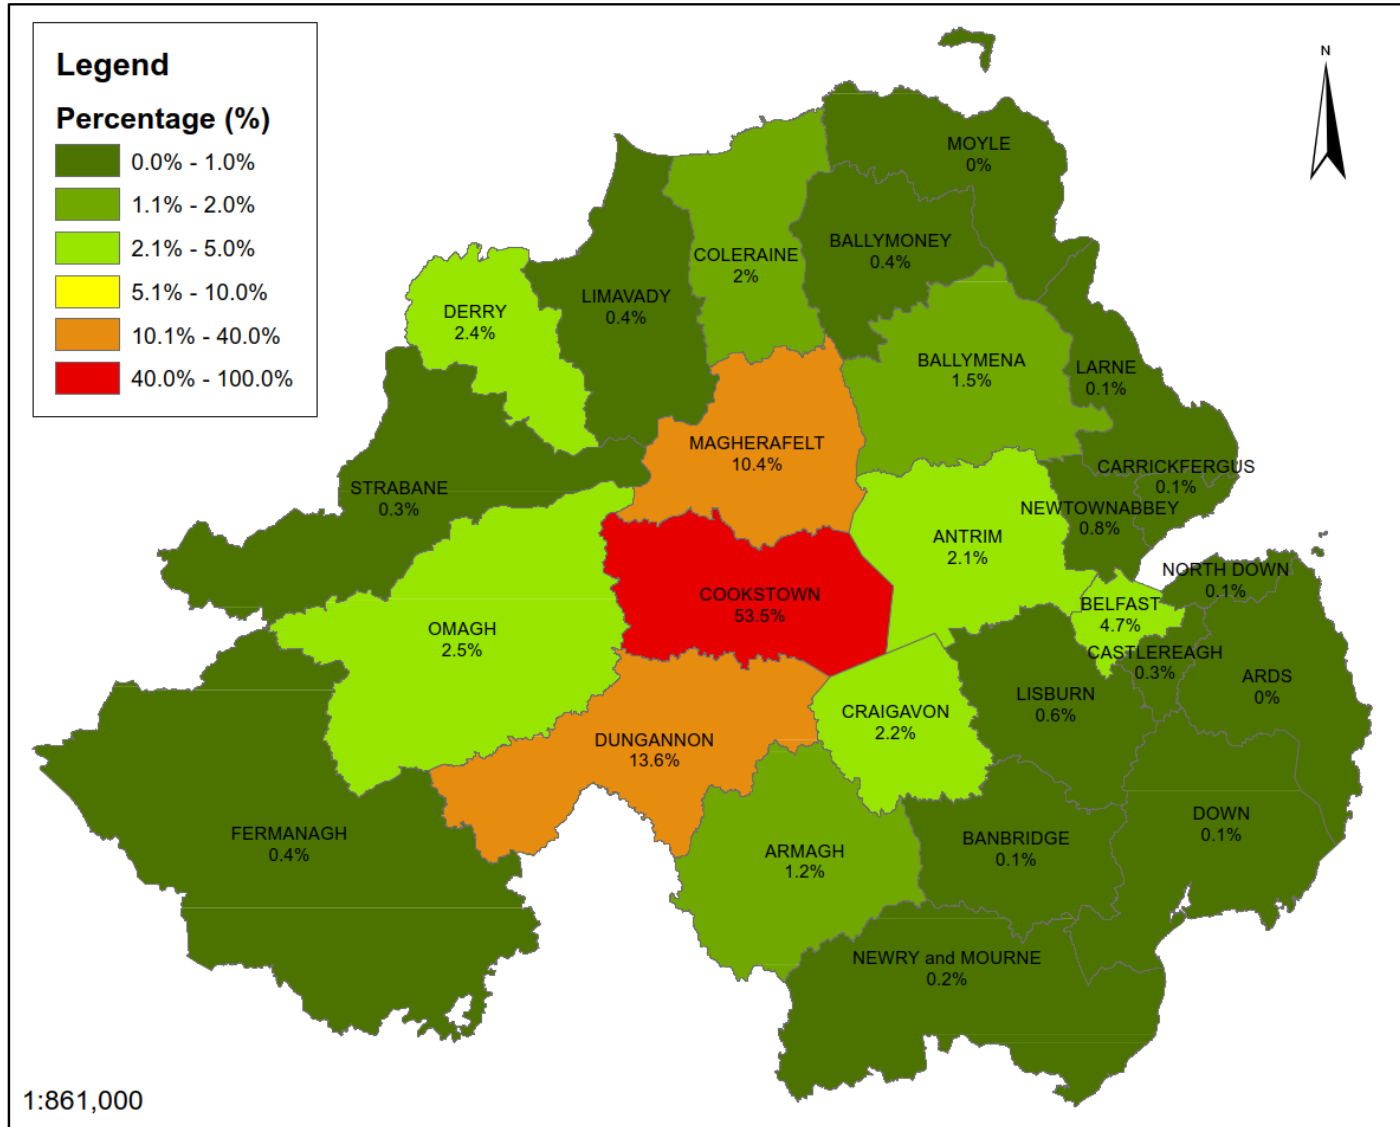 Legend
Percentage (%)
0.0% - 1.0%
1.1% - 2.0%
2.1% - 5.0%
5.1% - 10.0%
10.1% - 40.0%
40.0% - 100.0%
N
MOYLE
0%
COLERAINE
2%
BALLYMONEY
0.4%
LIMAVADY
0.4%
DERRY
2.4%
BALLYMENA
1.5%
LARNE
0.1%
MAGHERAFELT
10.4%
CARRICKFERGUS
0.1%
STRABANE
0.3%
NEWTOWNABBEY
0.8%
ANTRIM
2.1%
NORTH DOWN
0.1%
COOKSTOWN
53.5%
BELFAST
4.7%
OMAGH
2.5%
CASTLEREAGH
0.3%
ARDS
0%
LISBURN
0.6%
CRAIGAVON
2.2%
DUNGANNON
13.6%
DOWN
0.1%
FERMANAGH
0.4%
BANBRIDGE
0.1%
ARMAGH
1.2%
NEWRY and MOURNE
0.2%
1:861,000